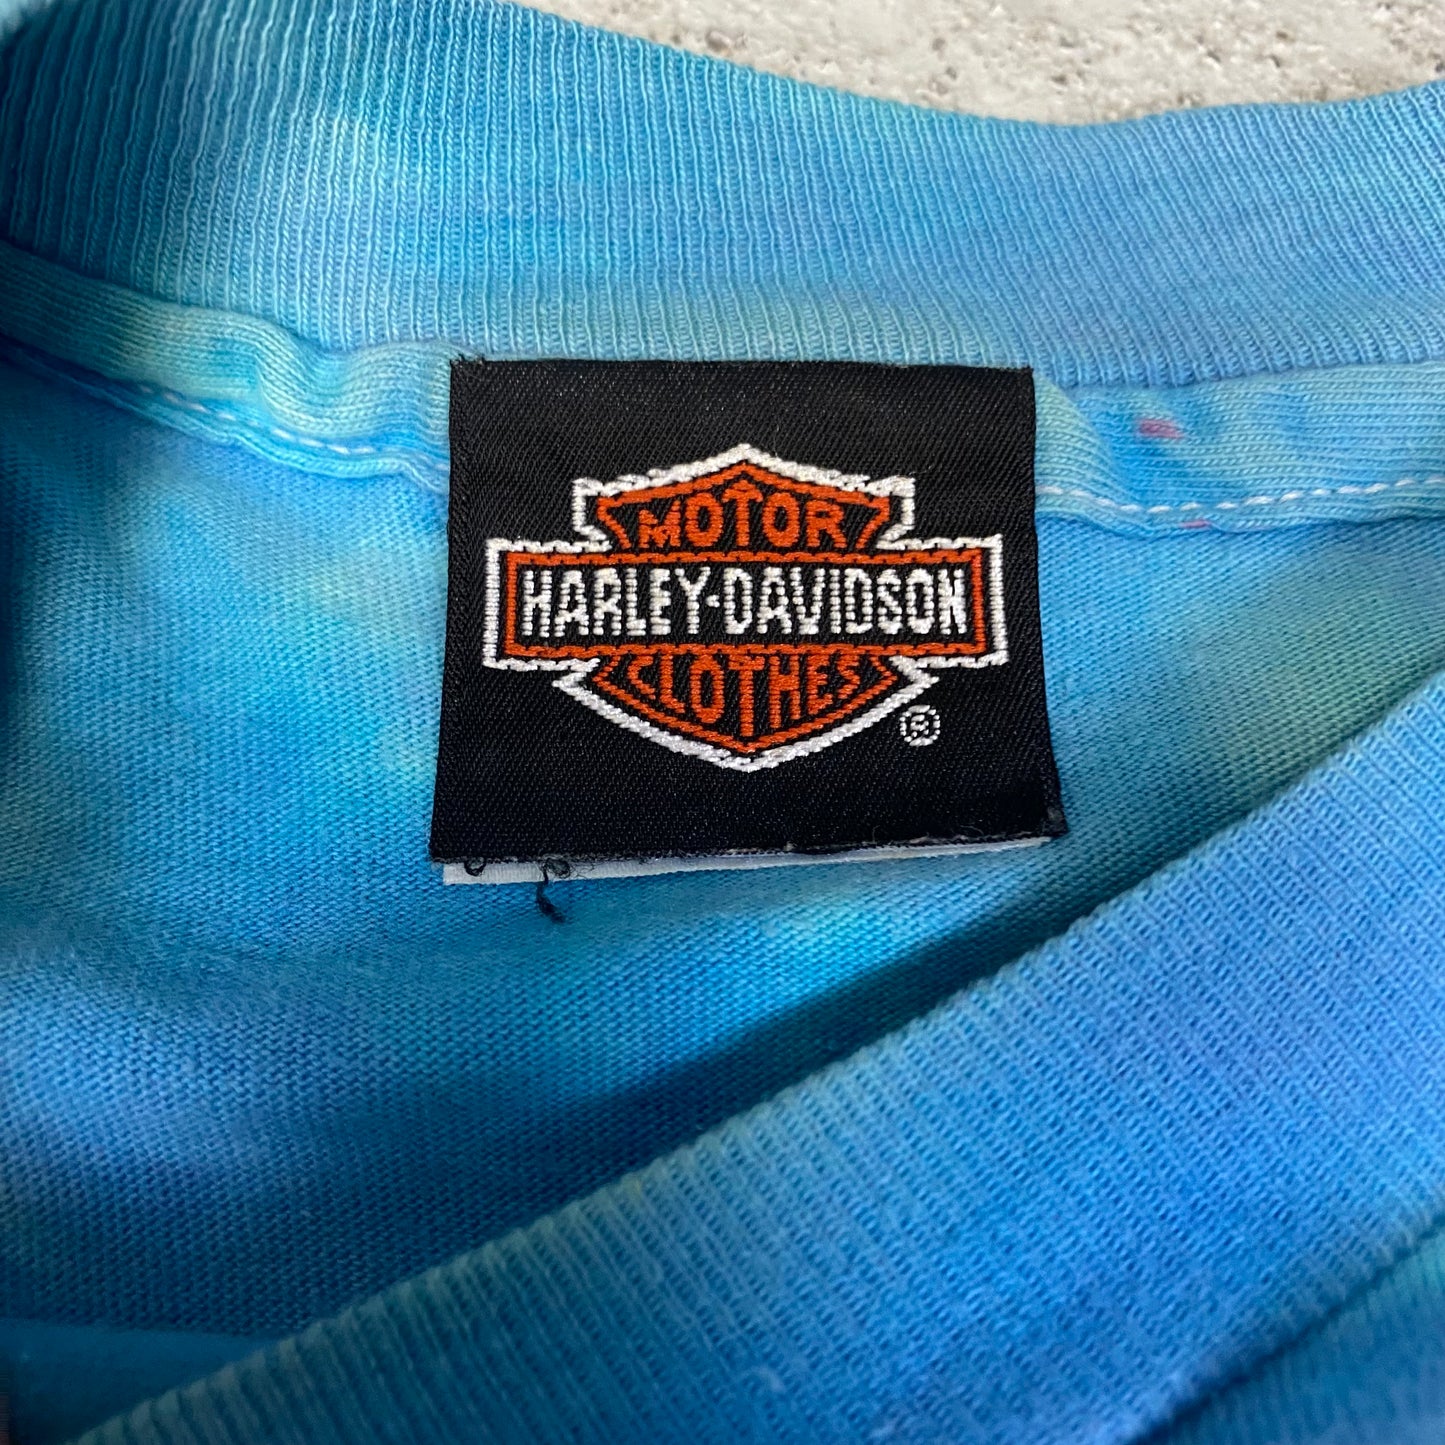 MOTOR
HARLEY-DAVIDSON
CLOTHES
®